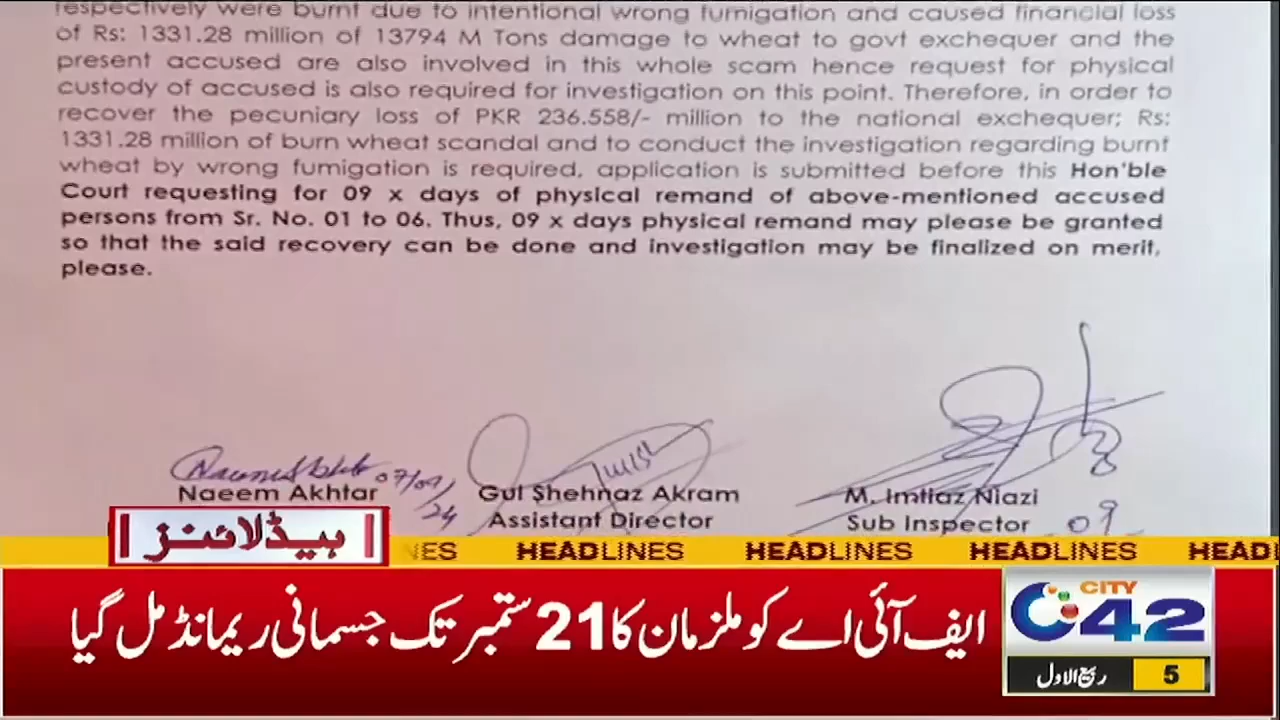 respectively were burnt due to intentional wrong fumigation and caused financial loss
of Rs: 1331.28 million of 13794 M Tons damage to wheat to govt exchequer and the
present accused are also involved in this whole scam hence request for physical
custody of accused is also required for investigation on this point. Therefore, in order to
recover the pecuniary loss of PKR 236.558/- million to the national exchequer; Rs:
1331.28 million of burn wheat scandal and to conduct the investigation regarding burnt
wheat by wrong fumigation is required, application is submitted before this Hon'ble
Court requesting for 09 x days of physical remand of above-mentioned accused
persons from Sr. No. 01 to 06. Thus, 09 x days physical remand may please be granted
so that the said recovery can be done and investigation may be finalized on merit,
please.
Naeem Akhtar
Gul Shehnaz Akram
M. Imtiaz Niazi
Assistant Director
Sub Inspector
09
ہیڈلائنز
NES HEADLINES HEADLINES HEADLINES HEAD
ایف آئی اے کو ملزمان کا 21 ستمبر تک جسمانی ریمانڈ مل گیا
CITY
42
5 ربیع الاول